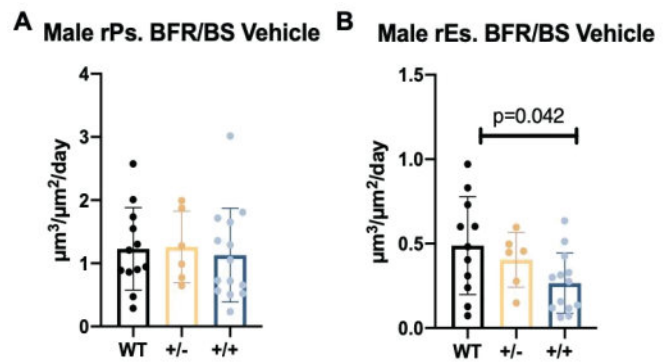 A Male rPs. BFR/BS Vehicle
μm³/μm²/day
4
3
2
1
0
WT +/- +/+
B Male rEs. BFR/BS Vehicle
μm³/μm²/day
1.5
1.0
0.5
0.0
p=0.042
WT +/- +/+